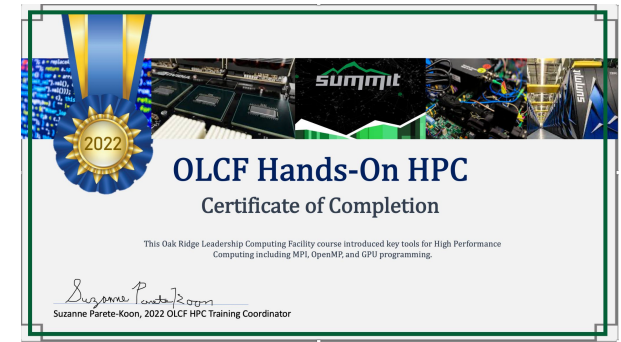 summit
summit
2022
OLCF Hands-On HPC
Certificate of Completion
This Oak Ridge Leadership Computing Facility course introduced key tools for High Performance
Computing including MPI, OpenMP, and GPU programming.
Suzanne Parete-Koon
Suzanne Parete-Koon, 2022 OLCF HPC Training Coordinator